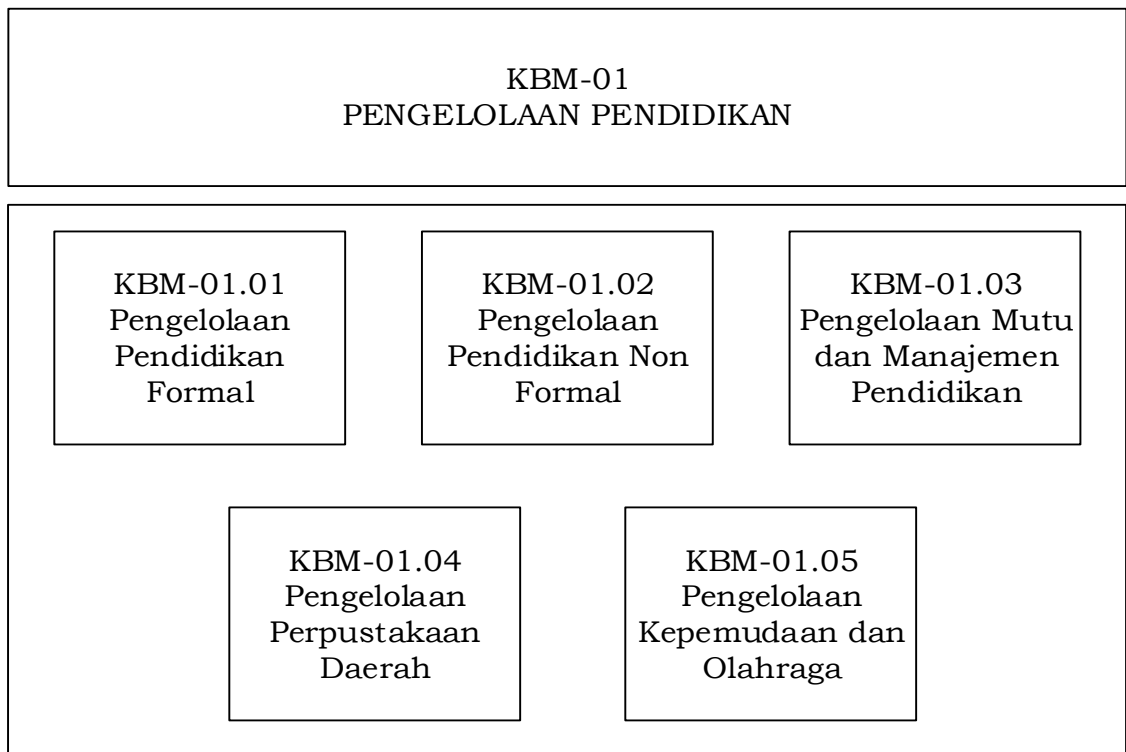 KBM-01
PENGELOLAAN PENDIDIKAN
KBM-01.01
Pengelolaan
Pendidikan
Formal
KBM-01.02
Pengelolaan
Pendidikan Non
Formal
KBM-01.03
Pengelolaan Mutu
dan Manajemen
Pendidikan
KBM-01.04
Pengelolaan
Perpustakaan
Daerah
KBM-01.05
Pengelolaan
Kepemudaan dan
Olahraga